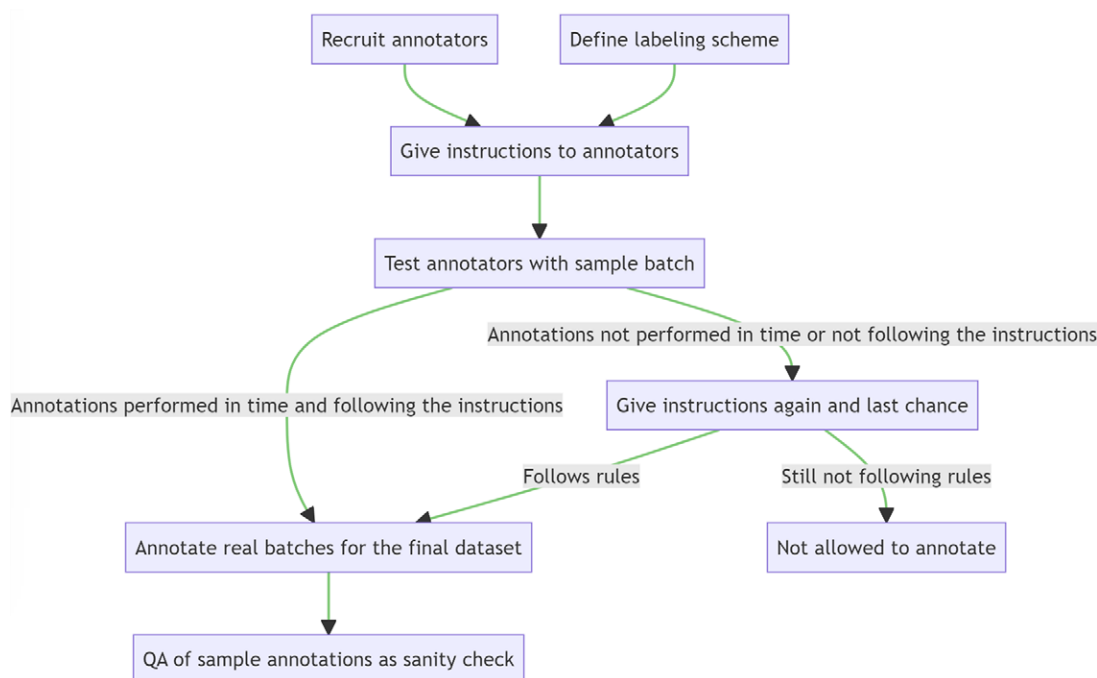 Recruit annotators
Define labeling scheme
Give instructions to annotators
Test annotators with sample batch
Annotations not performed in time or not following the instructions
Annotations performed in time and following the instructions
Give instructions again and last chance
Follows rules
Still not following rules
Annotate real batches for the final dataset
Not allowed to annotate
QA of sample annotations as sanity check